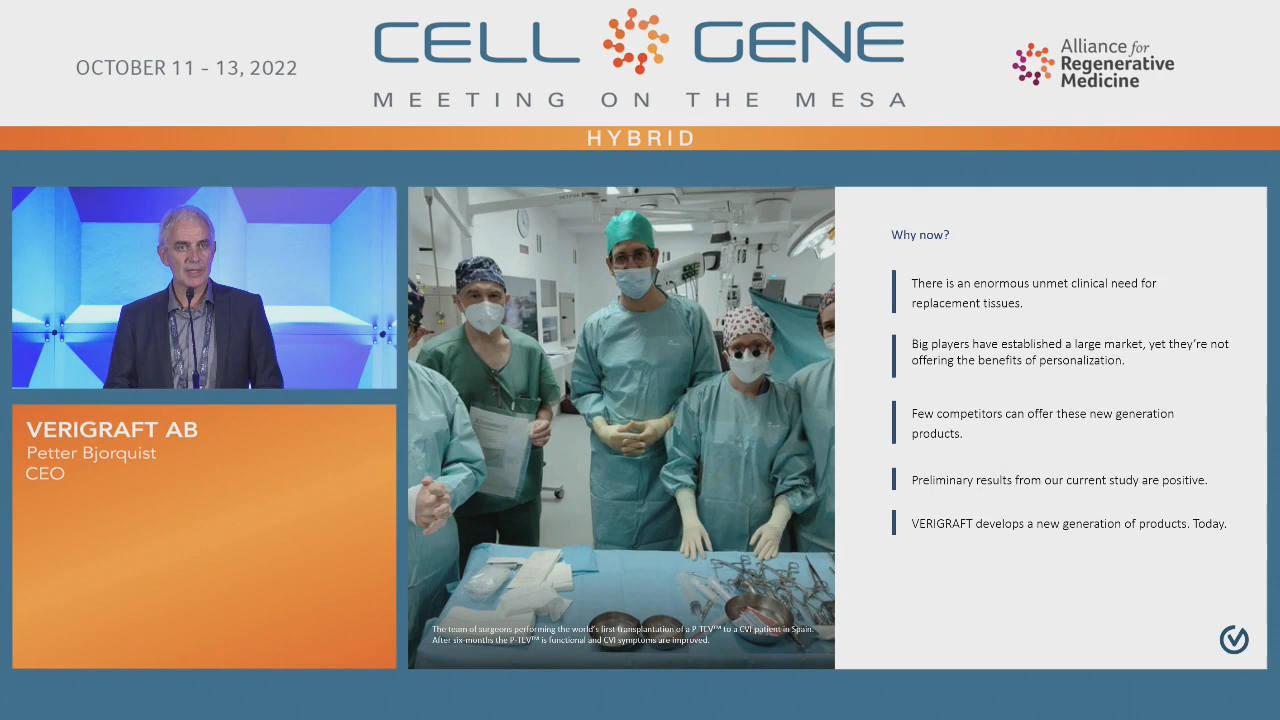 OCTOBER 11 - 13, 2022
CELL GENE
MEETING ON THE MESA
Alliance for
Regenerative
Medicine
HYBRID
VERIGRAFT AB
Petter Bjorquist
CEO
The team of surgeons performing the world's first transplantation of a P-TEV™ to a CVI patient in Spain.
After six-months the P-TEV™ is functional and CVI symptoms are improved.
Why now?
There is an enormous unmet clinical need for
replacement tissues.
Big players have established a large market, yet they're not
offering the benefits of personalization.
Few competitors can offer these new generation
products.
Preliminary results from our current study are positive.
VERIGRAFT develops a new generation of products. Today.